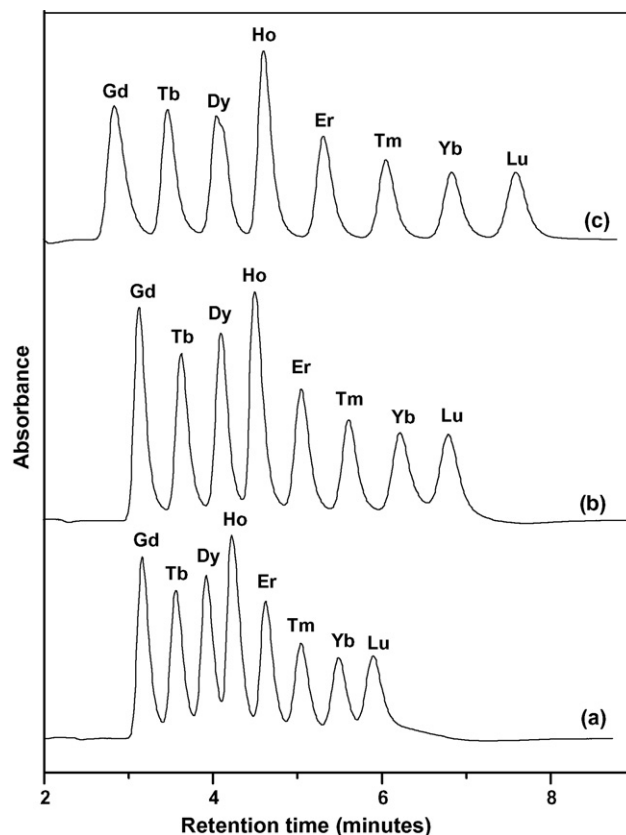 Ho
Gd
Tb
Dy
Er
Tm
Yb
Lu
(c)
Ho
Gd
Dy
Tb
Er
Tm
Yb
Lu
(b)
Ho
Gd
Dy
Tb
Er
Tm
Yb
Lu
(a)
Absorbance
2 4 6 8
Retention time (minutes)